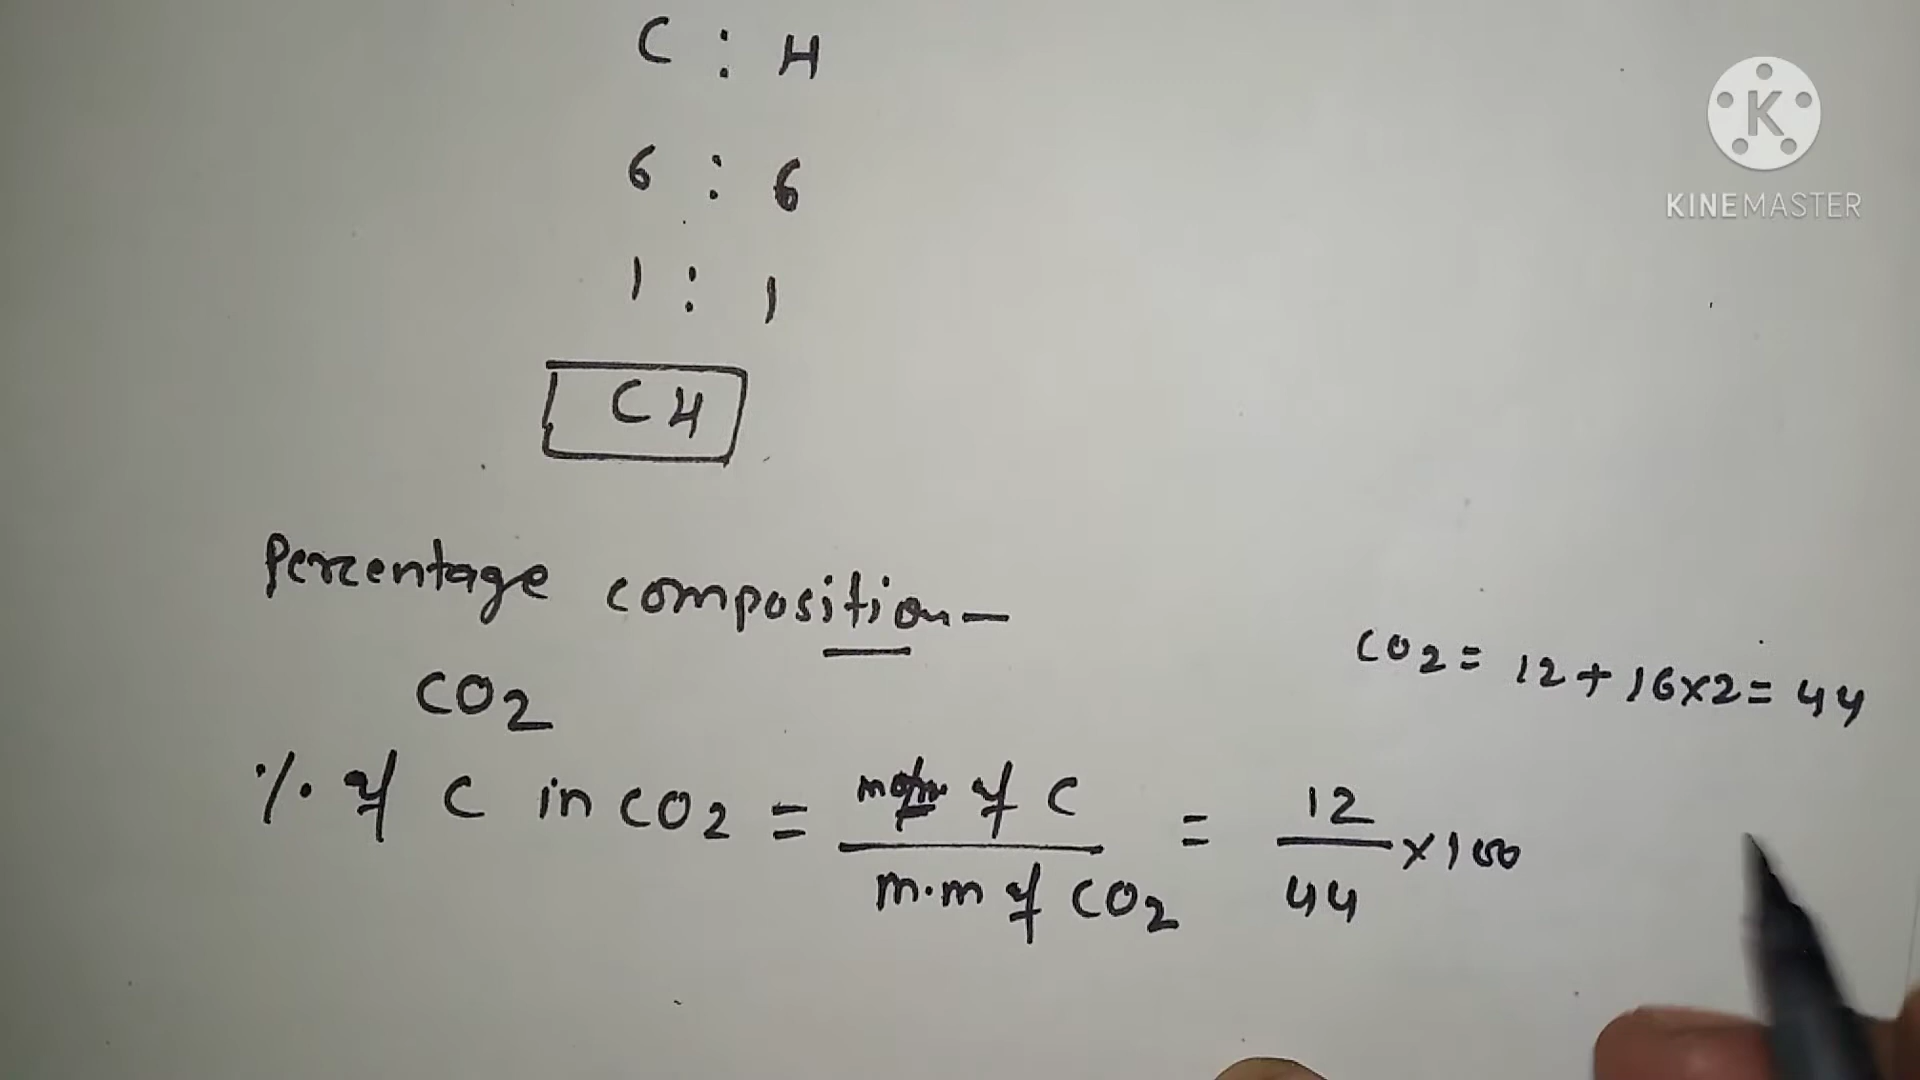 C : H
K
KINEMASTER
6 : 6
1 : 1
CH
Percentage composition-
CO2 = 12 + 16×2 = 44
CO2
% of C in CO2 = of C / m.m of CO2 = 12/44 × 100